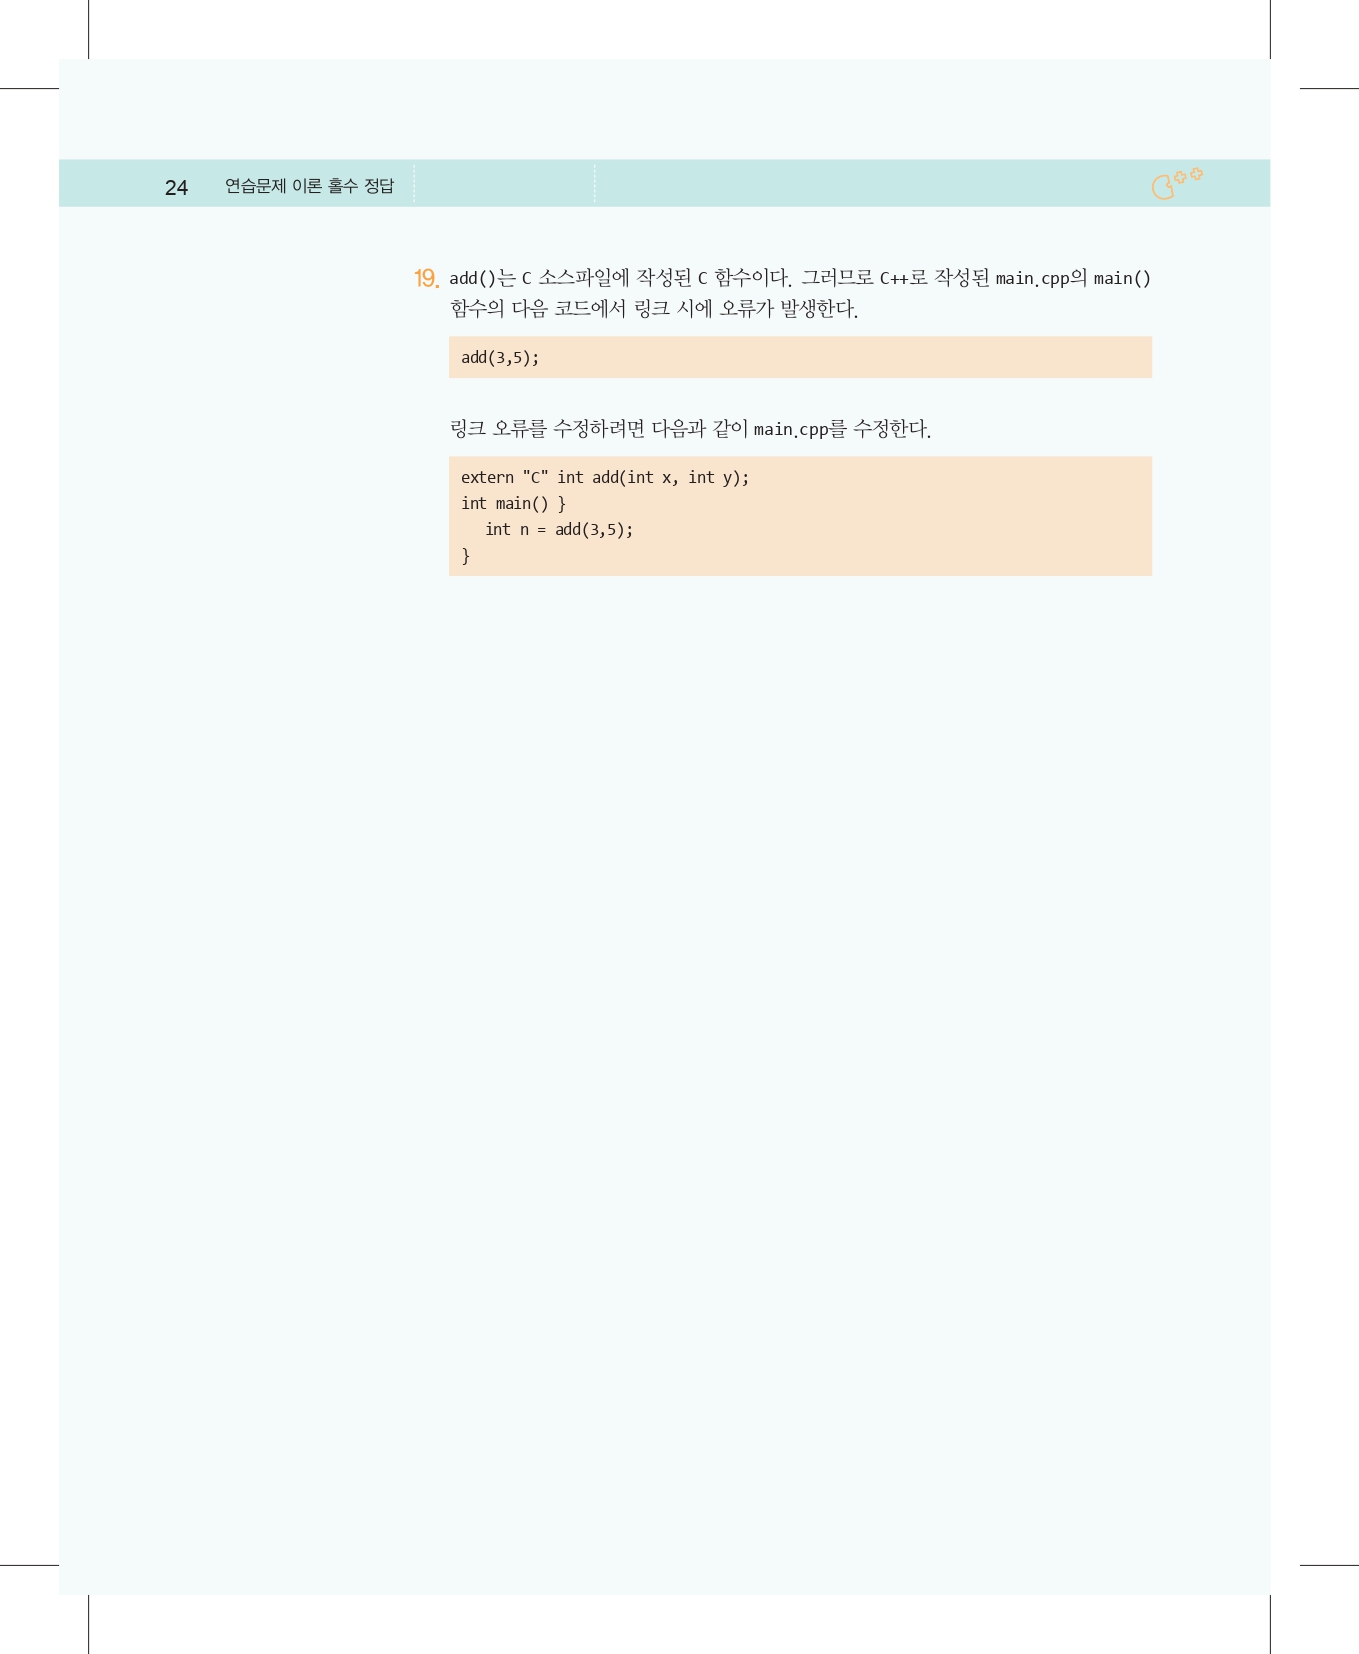 24 연습문제 이론 홀수 정답
19. add()는 C 소스파일에 작성된 C 함수이다. 그러므로 C++로 작성된 main.cpp의 main()
함수의 다음 코드에서 링크 시에 오류가 발생한다.
add(3,5);
링크 오류를 수정하려면 다음과 같이 main.cpp를 수정한다.
extern "C" int add(int x, int y);
int main() }
int n = add(3,5);
}